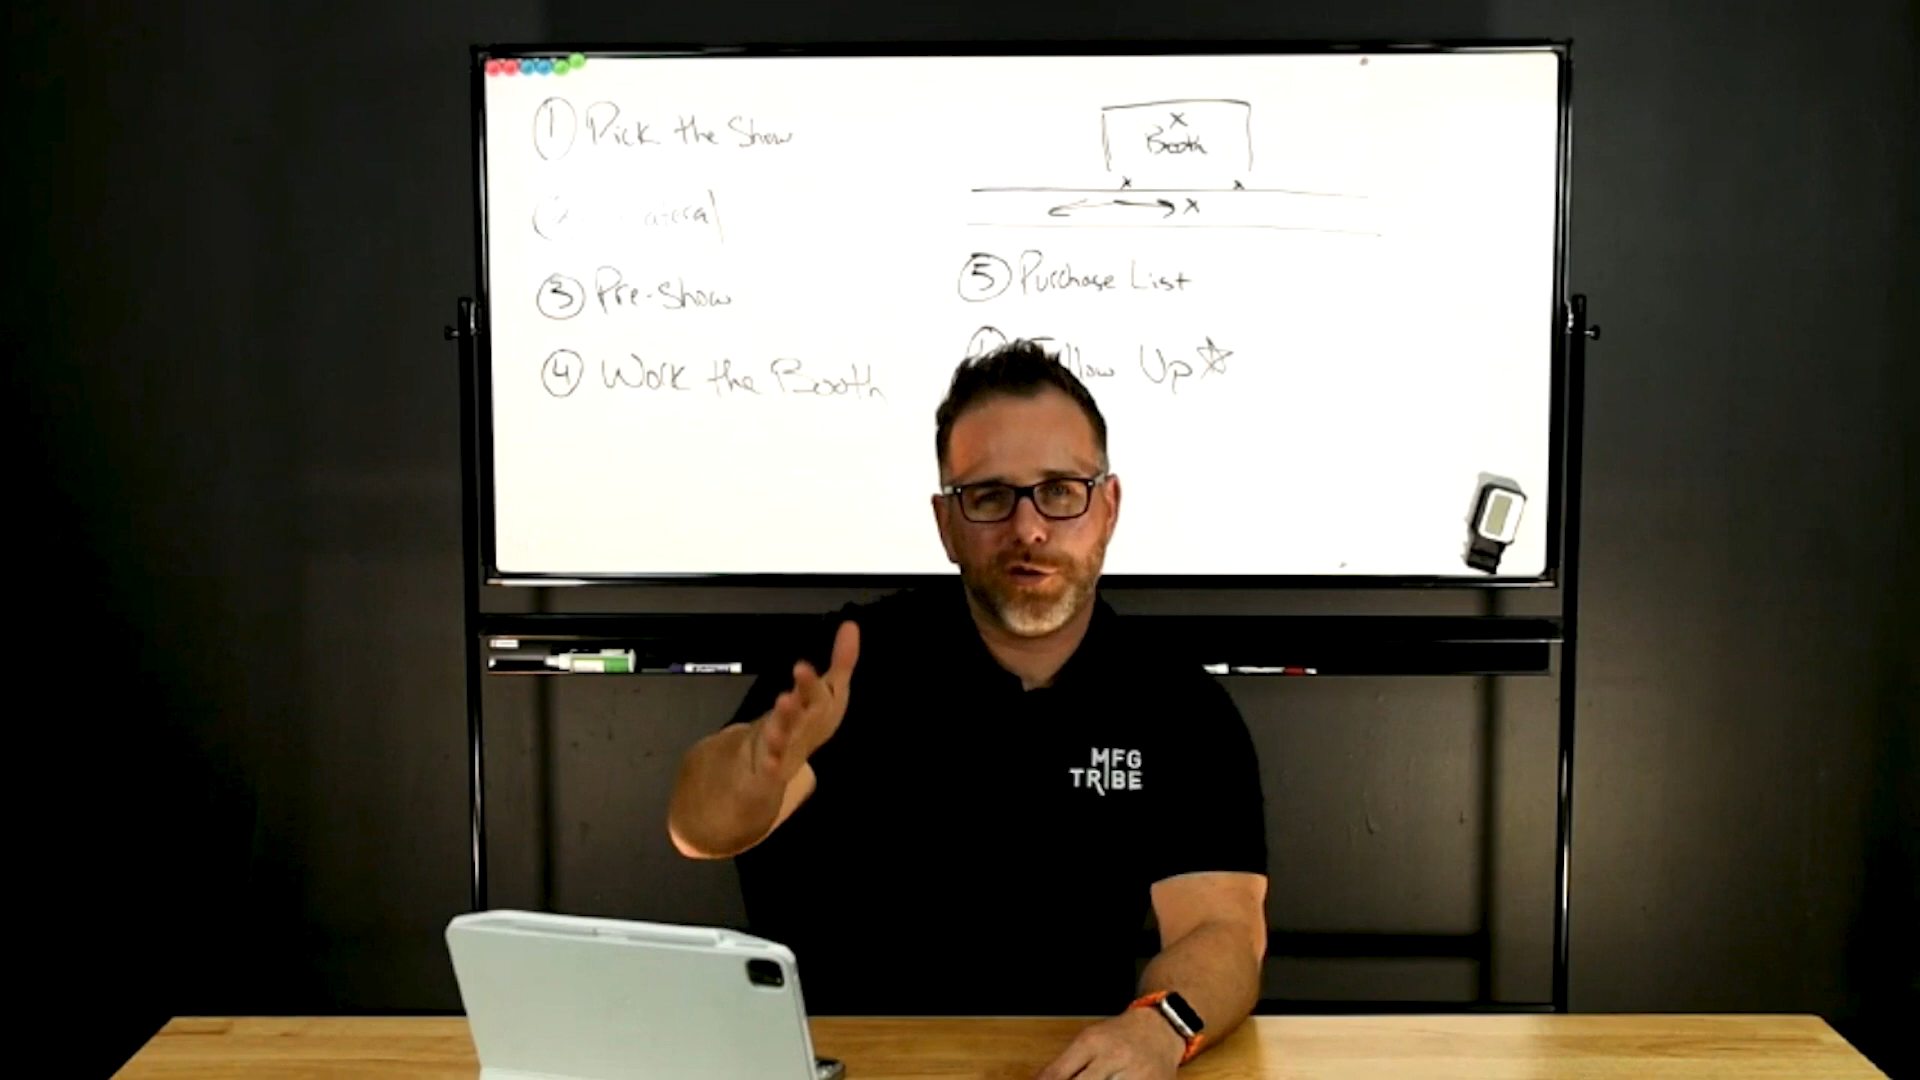 ① Pick the Show
③ Pre-Show
④ Work the Booth
x
Booth
x x
x
⑤ Purchase List
Up
MFG
TRIBE